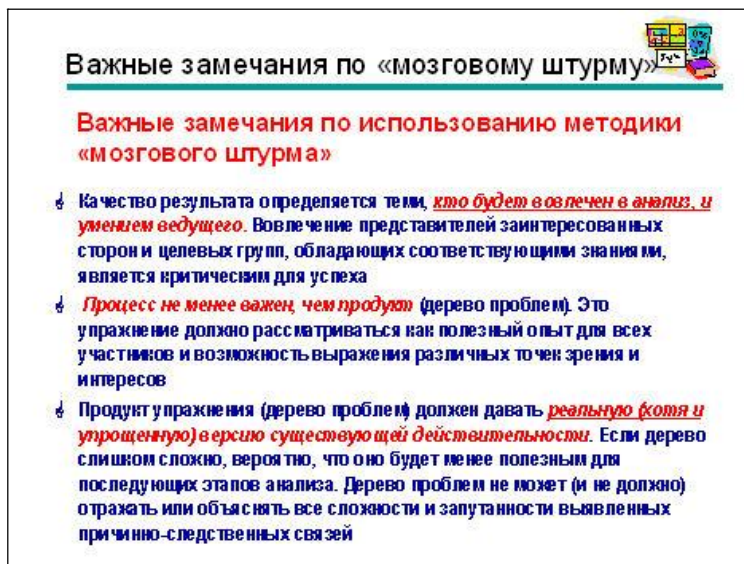 Важные замечания по «мозговому штурму»
Важные замечания по использованию методики
«мозгового штурма»
Качество результата определяется теми, кто будет вовлечен в анализ, и
умением ведущего. Вовлечение представителей заинтересованных
сторон и целевых групп, обладающих соответствующими знаниями,
является критическим для успеха
Процесс не менее важен, чем продукт (дерево проблем). Это
упражнение должно рассматриваться как полезный опыт для всех
участников и возможность выражения различных точек зрения и
интересов
Продукт упражнения (дерево проблем) должен давать реальную (хотя и
упрощенную) версию существующей действительности. Если дерево
слишком сложно, вероятно, что оно будет менее полезным для
последующих этапов анализа. Дерево проблем не может (и не должно)
отражать или объяснять все сложности и запутанности выявленных
причинно-следственных связей